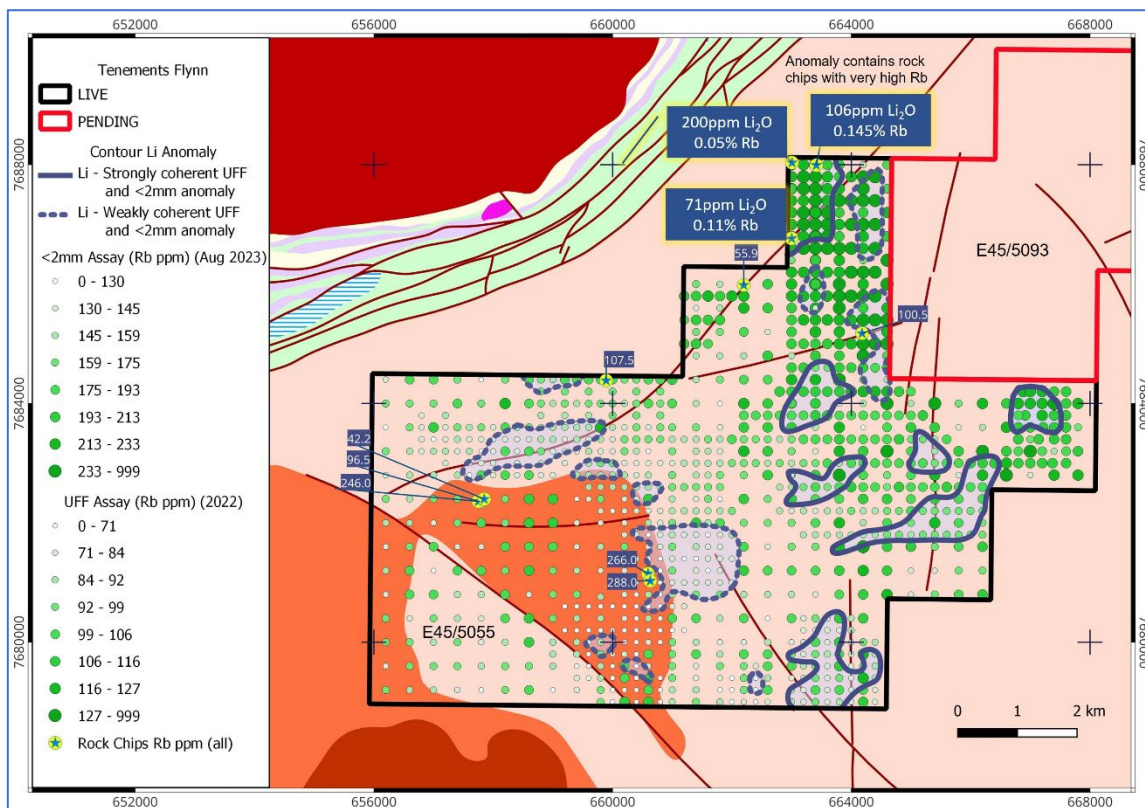 652000
656000
660000
664000
668000
Tenements Flynn
LIVE
PENDING
Contour Li Anomaly
Li - Strongly coherent UFF
and <2mm anomaly
Li - Weakly coherent UFF
and <2mm anomaly
<2mm Assay (Rb ppm) (Aug 2023)
0 - 130
130 - 145
145 - 159
159 - 175
175 - 193
193 - 213
213 - 233
233 - 999
UFF Assay (Rb ppm) (2022)
0 - 71
71 - 84
84 - 92
92 - 99
99 - 106
106 - 116
116 - 127
127 - 999
Rock Chips Rb ppm (all)
7688000
7684000
7680000
Anomaly contains rock
chips with very high Rb
200ppm Li₂O
0.05% Rb
106ppm Li₂O
0.145% Rb
71ppm Li₂O
0.11% Rb
55.9
E45/5093
100.5
107.5
42.2
96.5
246.0
266.0
288.0
E45/5055
0 1 2 km
7688000
7684000
7680000
652000
656000
660000
664000
668000